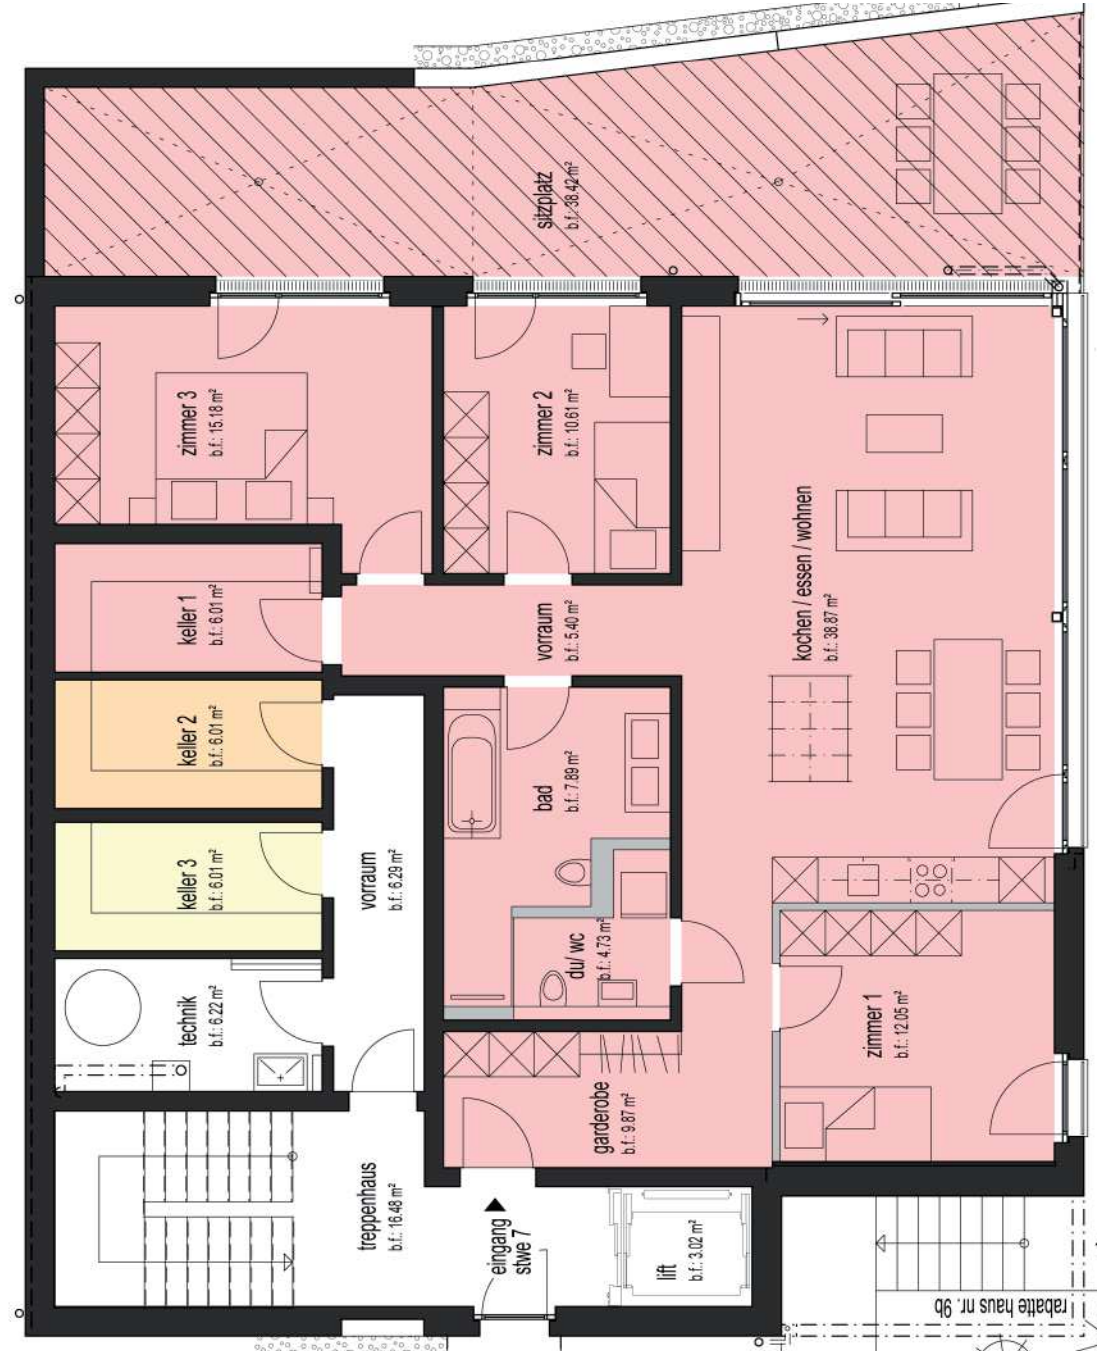 sitzplatz
b.f.: 38.42 m²
zimmer 3
b.f.: 15.18 m²
zimmer 2
b.f.: 10.61 m²
kochen / essen / wohnen
b.f.: 38.87 m²
keller 1
b.f.: 6.01 m²
vorraum
b.f.: 5.40 m²
keller 2
b.f.: 6.01 m²
bad
b.f.: 7.89 m²
keller 3
b.f.: 6.01 m²
vorraum
b.f.: 6.29 m²
du/ wc
b.f.: 4.73 m²
technik
b.f.: 6.22 m²
zimmer 1
b.f.: 12.05 m²
garderobe
b.f.: 9.87 m²
treppenhaus
b.f.: 16.48 m²
eingang
stwe 7
lift
b.f.: 3.02 m²
rabatte haus nr. 9b